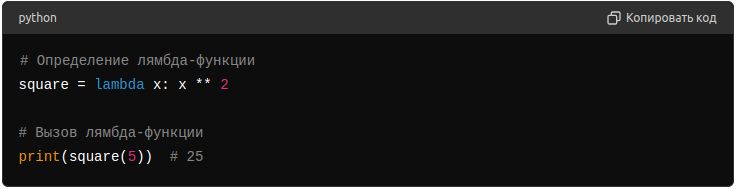 python
Копировать код
# Определение лямбда-функции
square = lambda x: x ** 2
# Вызов лямбда-функции
print(square(5))  # 25